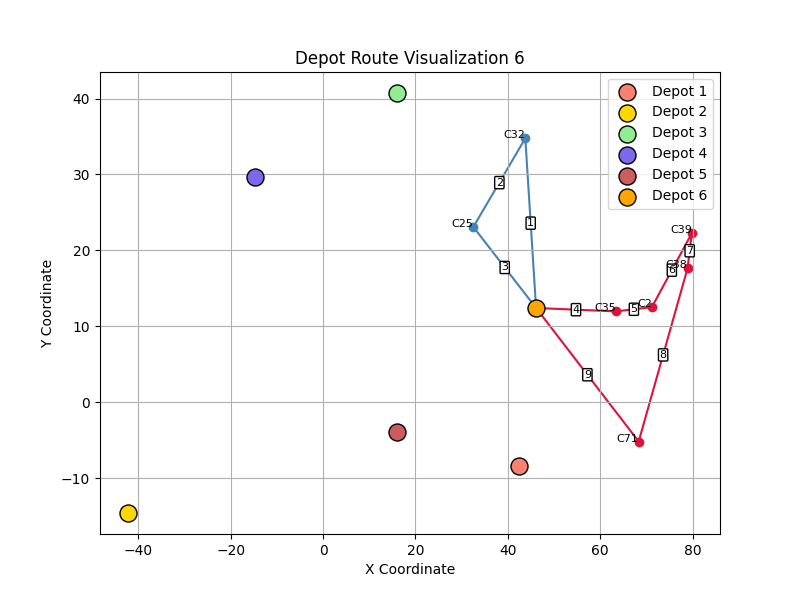 Depot Route Visualization 6
Y Coordinate
40
30
20
10
0
−10
−40
−20
0
20
40
60
80
X Coordinate
Depot 1
Depot 2
Depot 3
Depot 4
Depot 5
Depot 6
C32
2
1
C25
3
C39
7
C38
6
C2
C35
4
5
8
9
C71